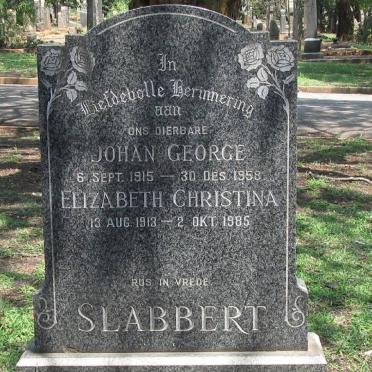 In
Liefdevolle Herinnering
aan
ONS DIERBARE
JOHAN GEORGE
6 SEPT. 1915 — 30 DES. 1958
ELIZABETH CHRISTINA
13 AUG. 1913 — 2 OKT. 1985
RUS IN VREDE
SLABBERT